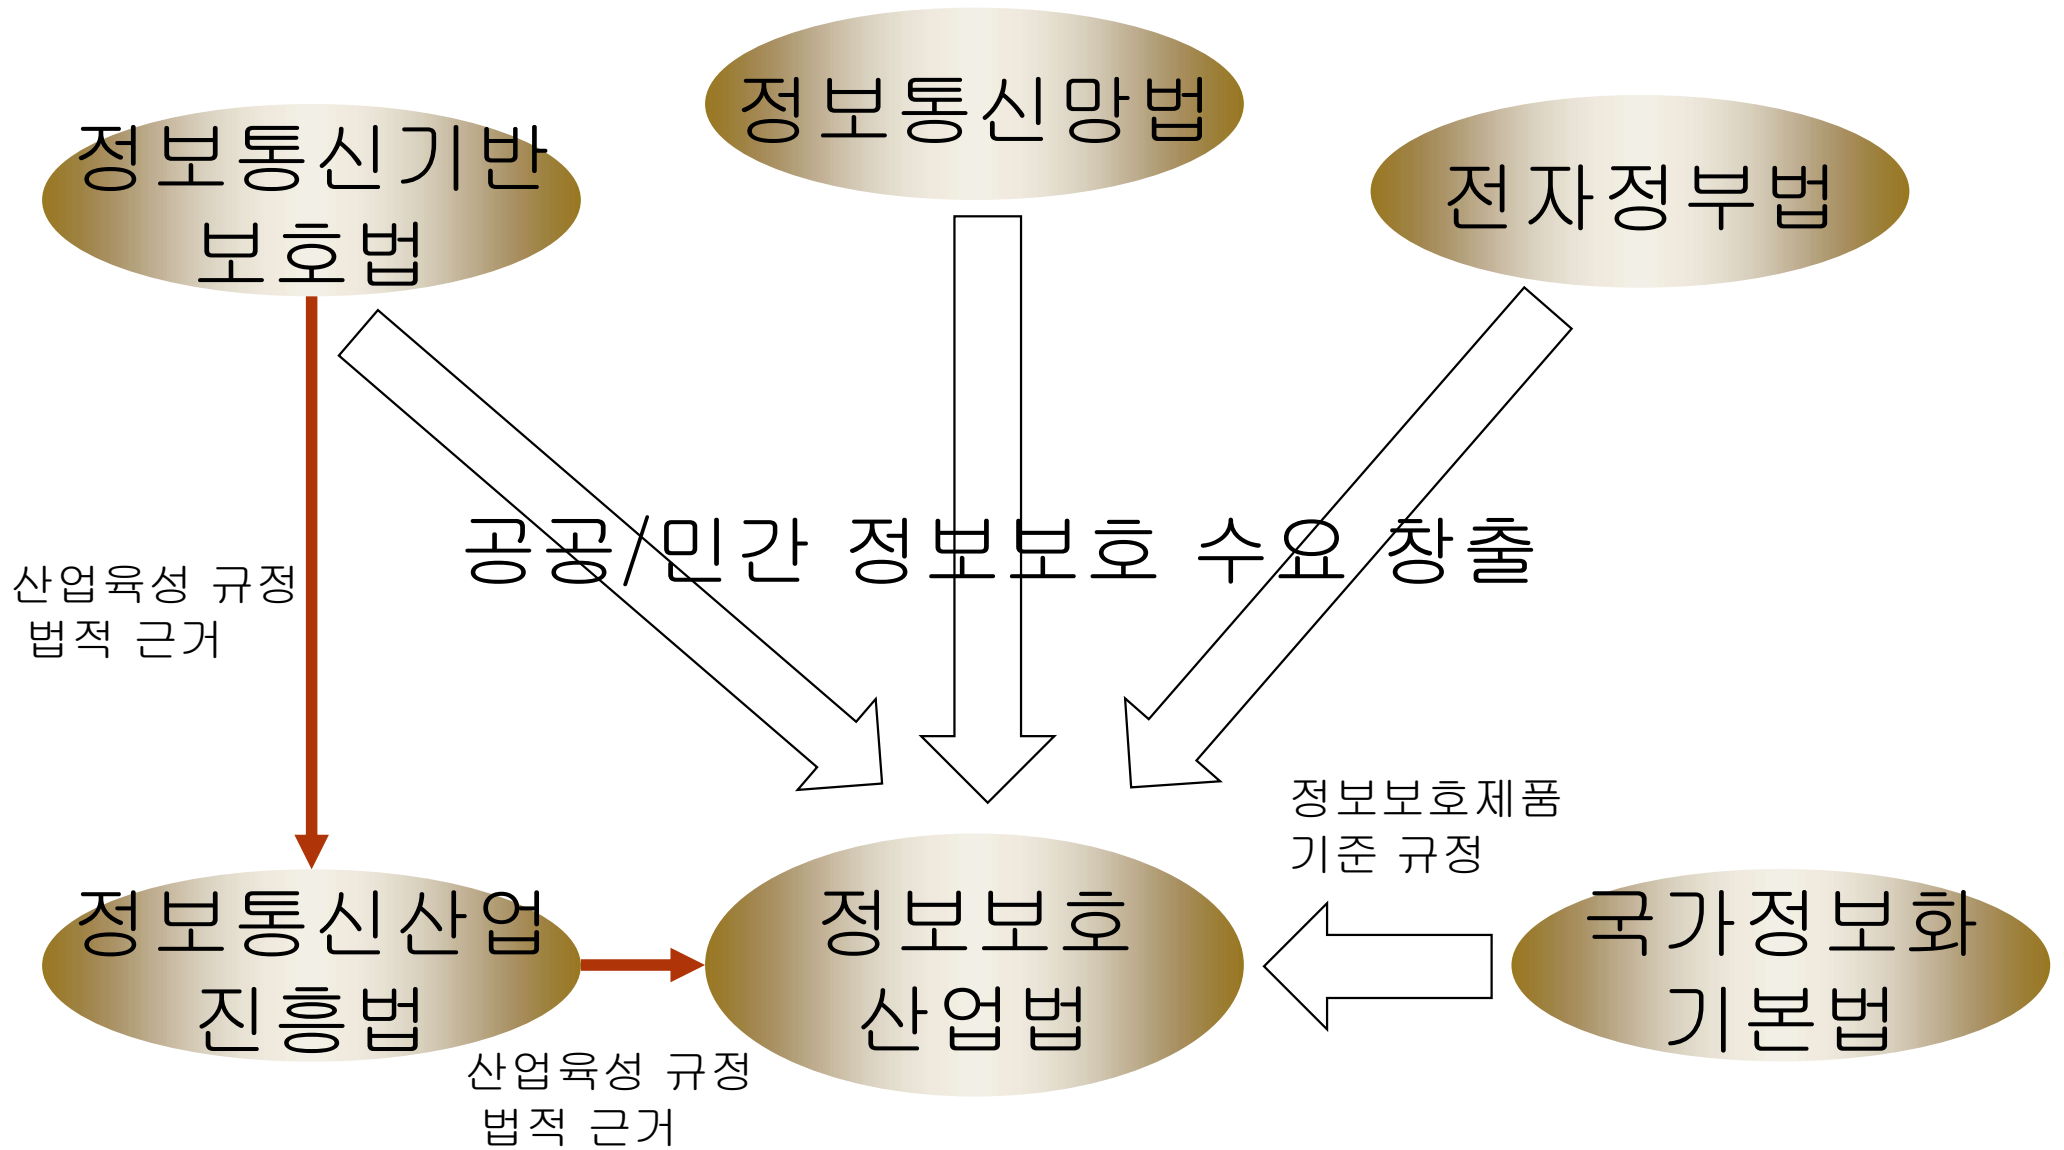 정보통신망법
정보통신기반
보호법
전자정부법
공공/민간 정보보호 수요 창출
산업육성 규정
법적 근거
정보보호제품
기준 규정
정보통신산업
진흥법
정보보호
산업법
국가정보화
기본법
산업육성 규정
법적 근거